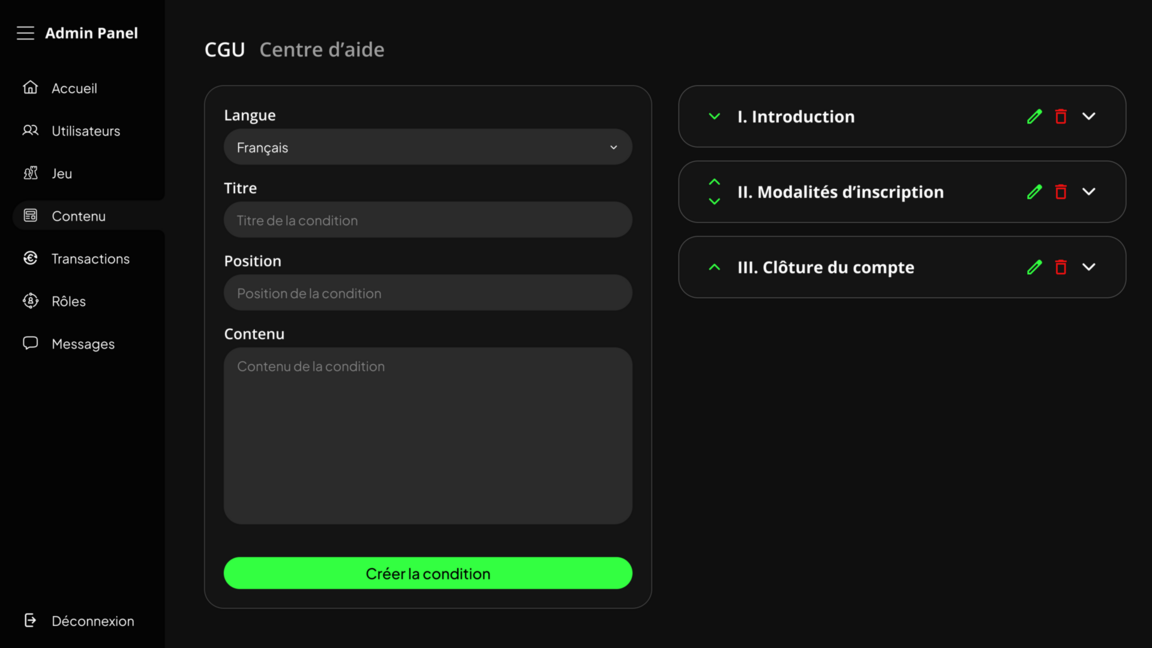 Admin Panel
Accueil
Utilisateurs
Jeu
Contenu
Transactions
Rôles
Messages
Déconnexion
CGU Centre d’aide
Langue
Français
Titre
Titre de la condition
Position
Position de la condition
Contenu
Contenu de la condition
Créer la condition
I. Introduction
II. Modalités d’inscription
III. Clôture du compte